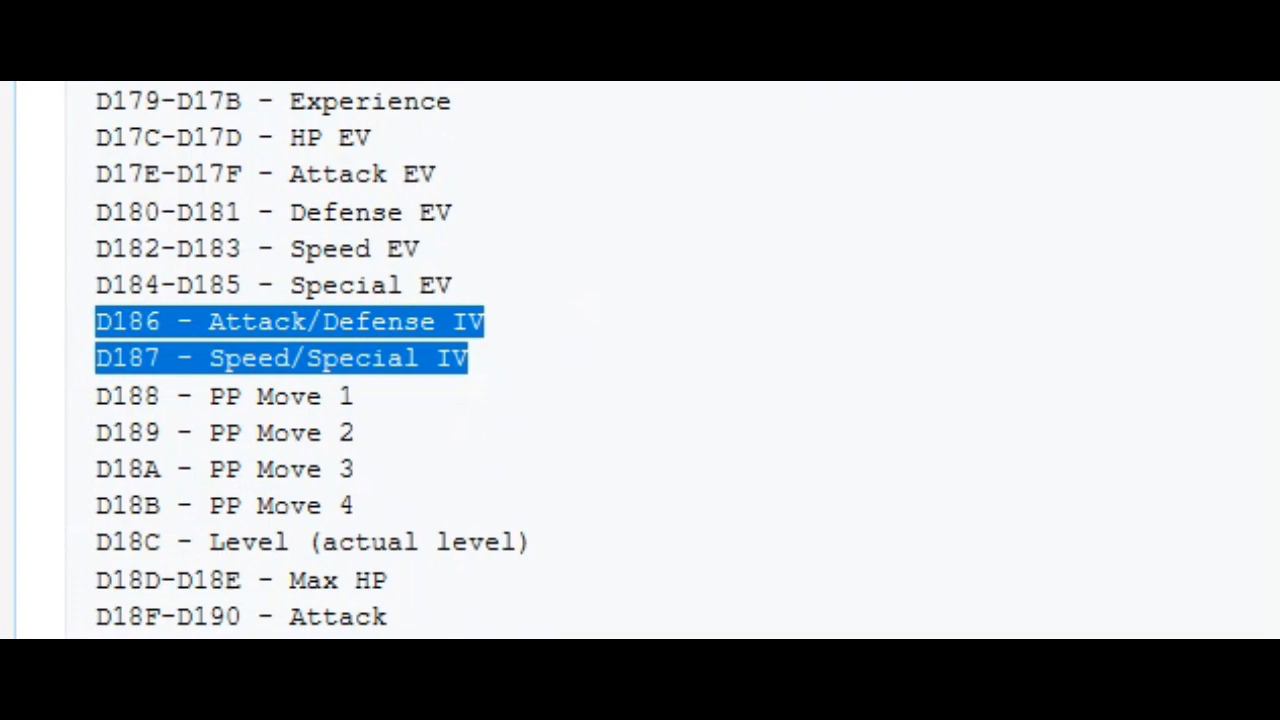 D179-D17B - Experience
D17C-D17D - HP EV
D17E-D17F - Attack EV
D180-D181 - Defense EV
D182-D183 - Speed EV
D184-D185 - Special EV
D186 - Attack/Defense IV
D187 - Speed/Special IV
D188 - PP Move 1
D189 - PP Move 2
D18A - PP Move 3
D18B - PP Move 4
D18C - Level (actual level)
D18D-D18E - Max HP
D18F-D190 - Attack